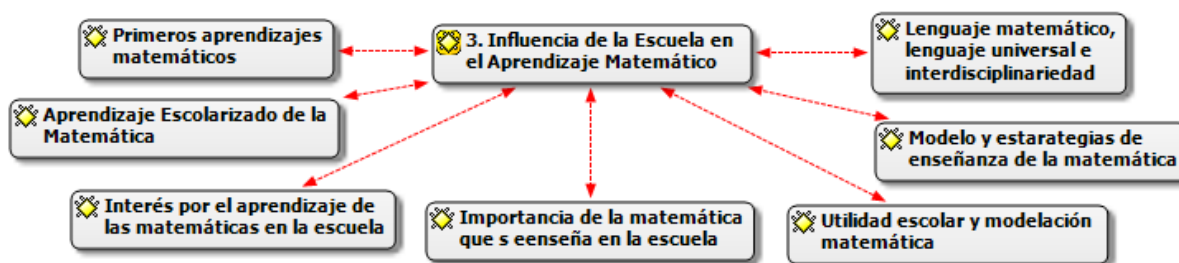 Primeros aprendizajes
matemáticos
3. Influencia de la Escuela en
el Aprendizaje Matemático
Lenguaje matemático,
lenguaje universal e
interdisciplinariedad
Aprendizaje Escolarizado de la
Matemática
Modelo y estarategias de
enseñanza de la matemática
Interés por el aprendizaje de
las matemáticas en la escuela
Importancia de la matemática
que s eenseña en la escuela
Utilidad escolar y modelación
matemática